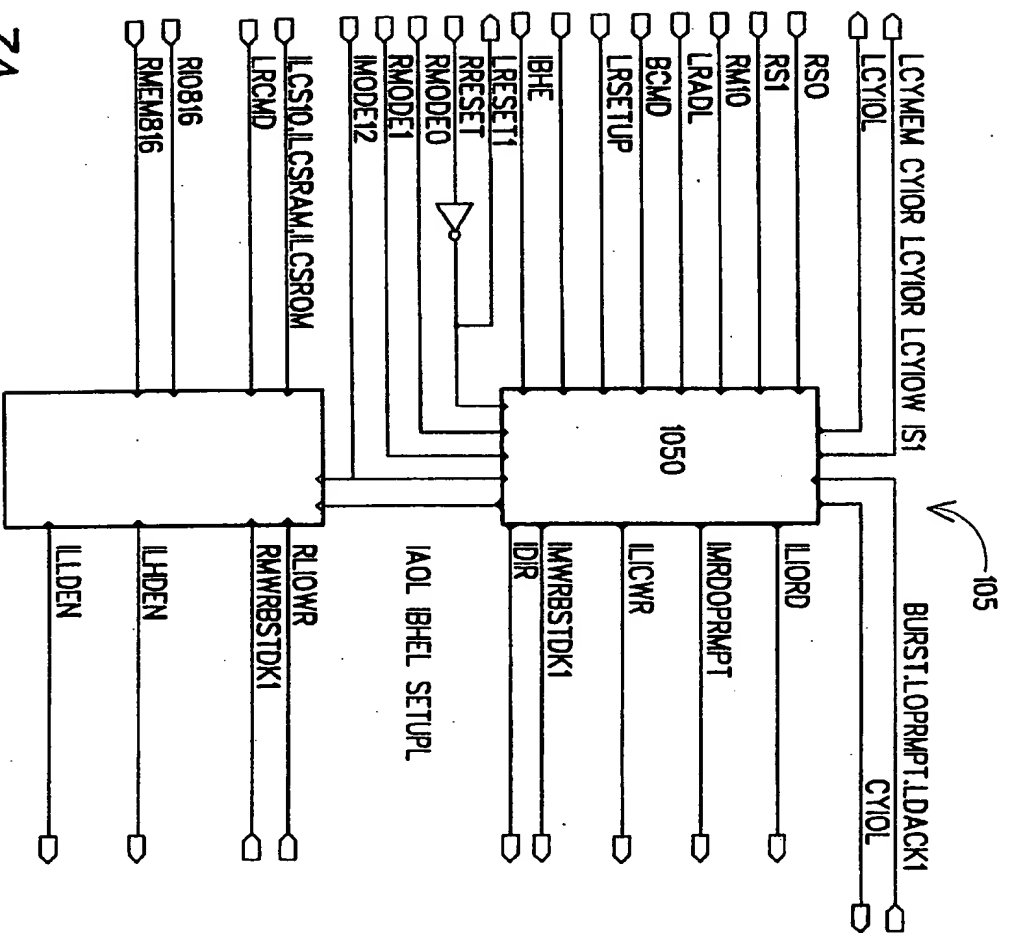 105
LCYMEM CYIOR LCYIOR LCYIOW IS1
BURST.LOPRMPT.LDACK1
LCYIOL
CYIOL
RS0
RS1
RM10
LRADL
BCMD
LRSETUP
IBHE
LRESET1
RRESET
RMODE0
RMODE1
IMODE12
1050
ILIORD
IMRDOPRMPT
ILICWR
IMWRBSTDK1
IDIR
IAOL IBHEL SETUPL
ILCS10,ILCSRAM,ILCSROM
LRCMD
RIOB16
RMEMB16
RLIOWR
RMWRBSTDK1
ILHDEN
ILLDEN